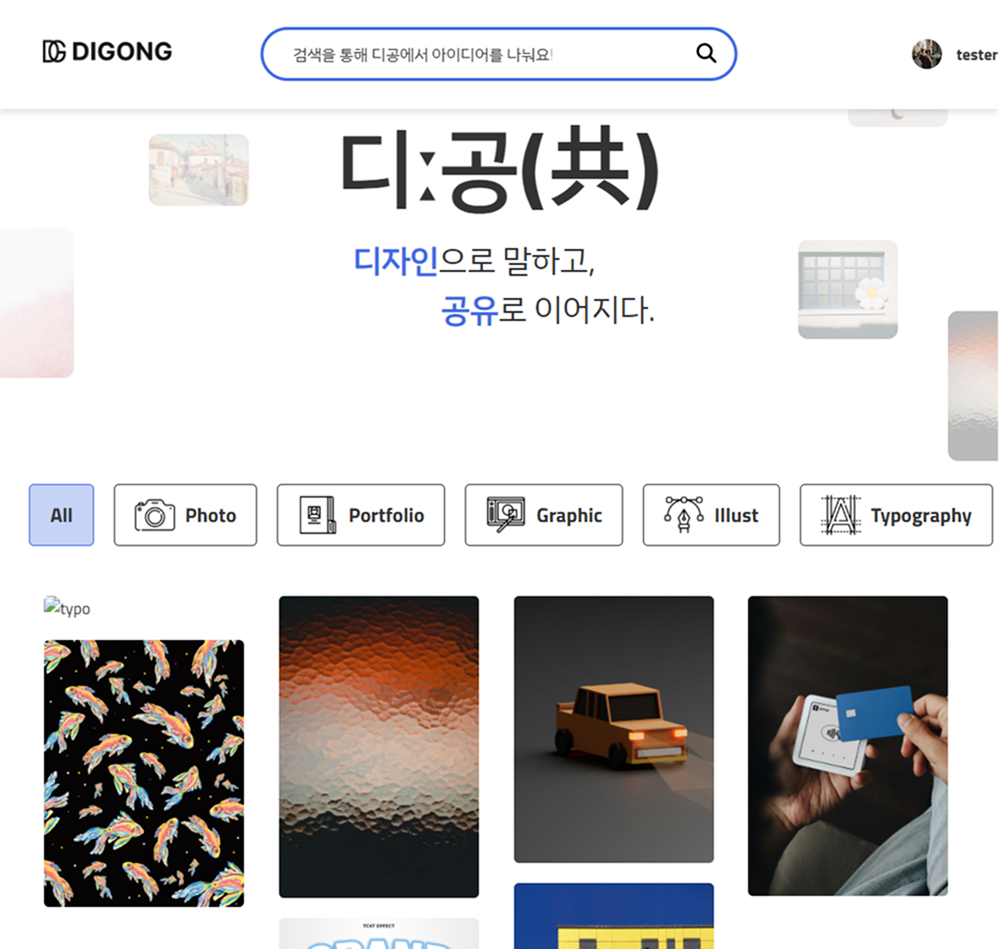 DG DIGONG
검색을 통해 디공에서 아이디어를 나눠요!
tester
디:공(共)
디자인으로 말하고,
공유로 이어지다.
All
Photo
Portfolio
Graphic
Illust
Typography
typo
TEXT EFFECT